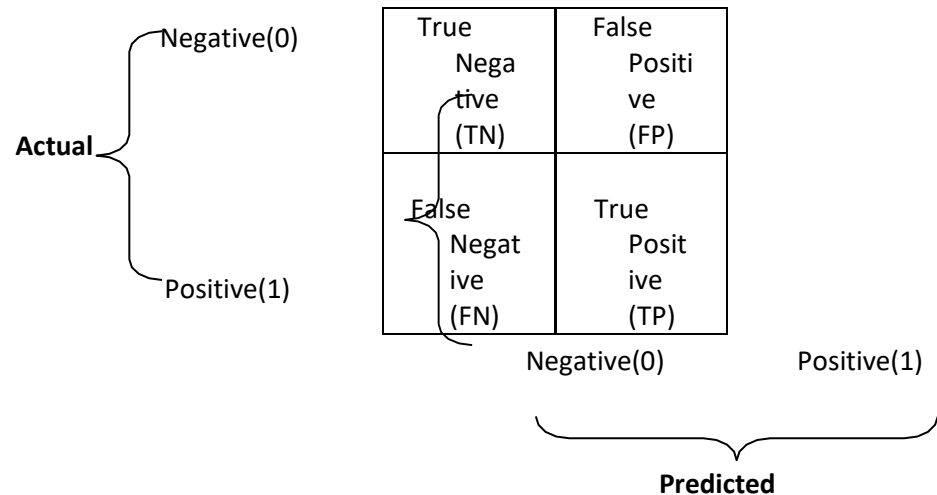 Negative(0)
True
Nega
tive
(TN)
False
Positi
ve
(FP)
Actual
False
Negat
ive
(FN)
True
Posit
ive
(TP)
Positive(1)
Negative(0) Positive(1)
Predicted